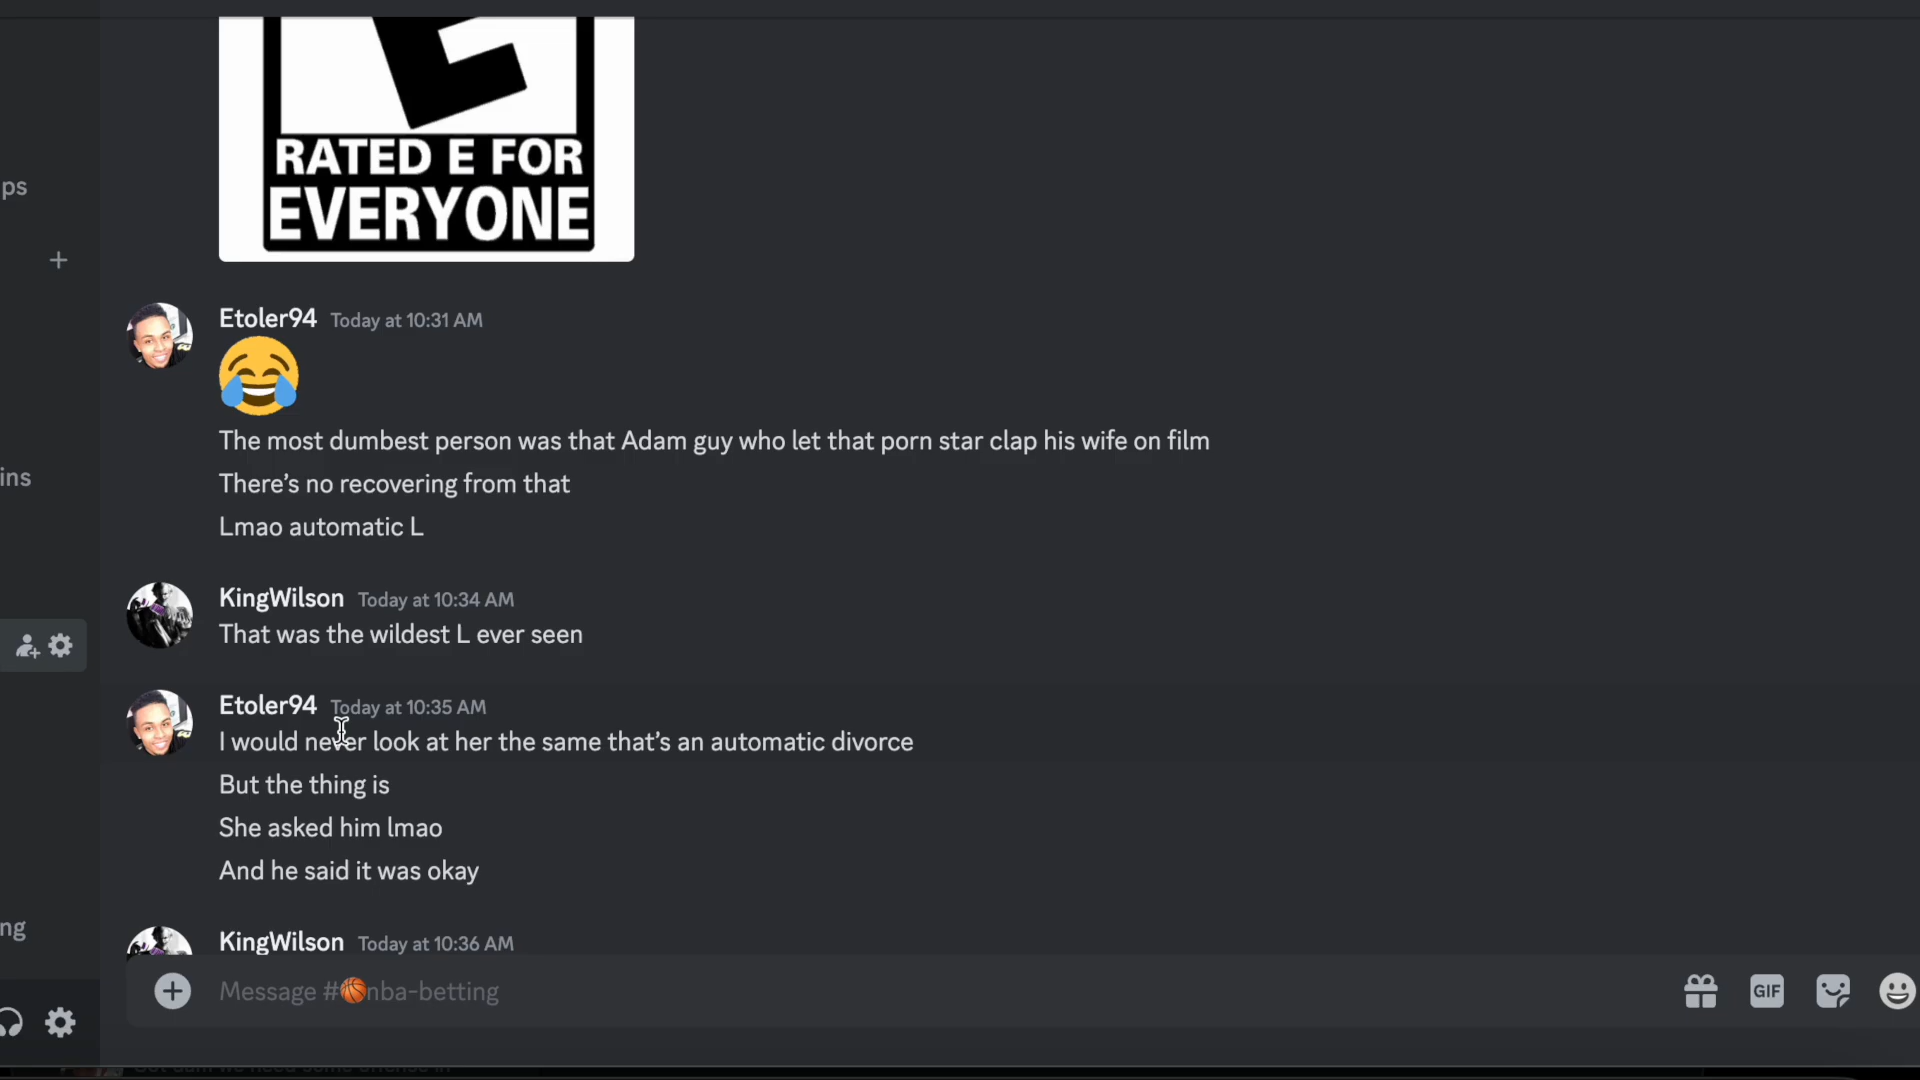 RATED E FOR
EVERYONE
ps
Etoler94 Today at 10:31 AM
The most dumbest person was that Adam guy who let that porn star clap his wife on film
There's no recovering from that
Lmao automatic L
ins
KingWilson Today at 10:34 AM
That was the wildest L ever seen
Etoler94 Today at 10:35 AM
I would never look at her the same that's an automatic divorce
But the thing is
She asked him lmao
And he said it was okay
ng
KingWilson Today at 10:36 AM
Message #🏀nba-betting
GIF